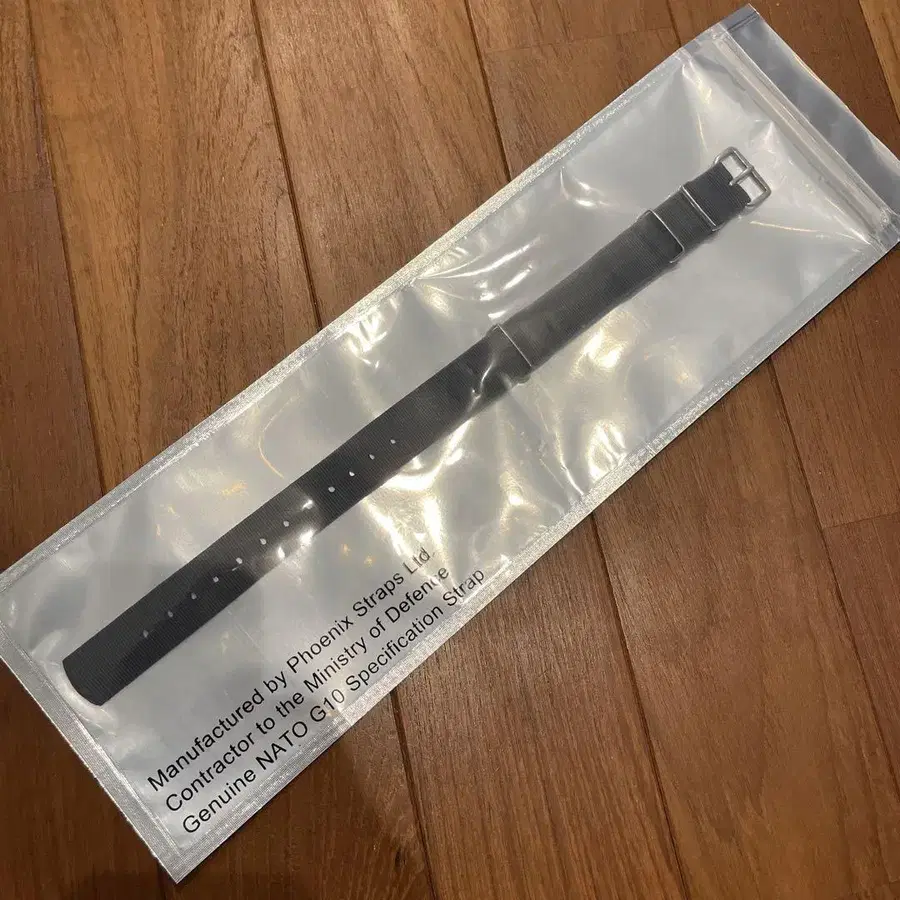 Manufactured by Phoenix Straps Ltd.
Contractor to the Ministry of Defence
Genuine NATO G10 Specification Strap